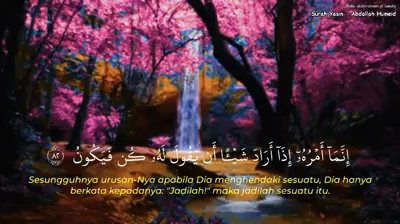 Surah Yasin - Abdallah Humeid
إِنَّمَآ أَمْرُهُۥٓ إِذَآ أَرَادَ شَيْـًٔا أَن يَقُولَ لَهُۥ كُن فَيَكُونُ ٨٢
Sesungguhnya urusan-Nya apabila Dia menghendaki sesuatu, Dia hanya
berkata kepadanya: "Jadilah!" maka jadilah sesuatu itu.